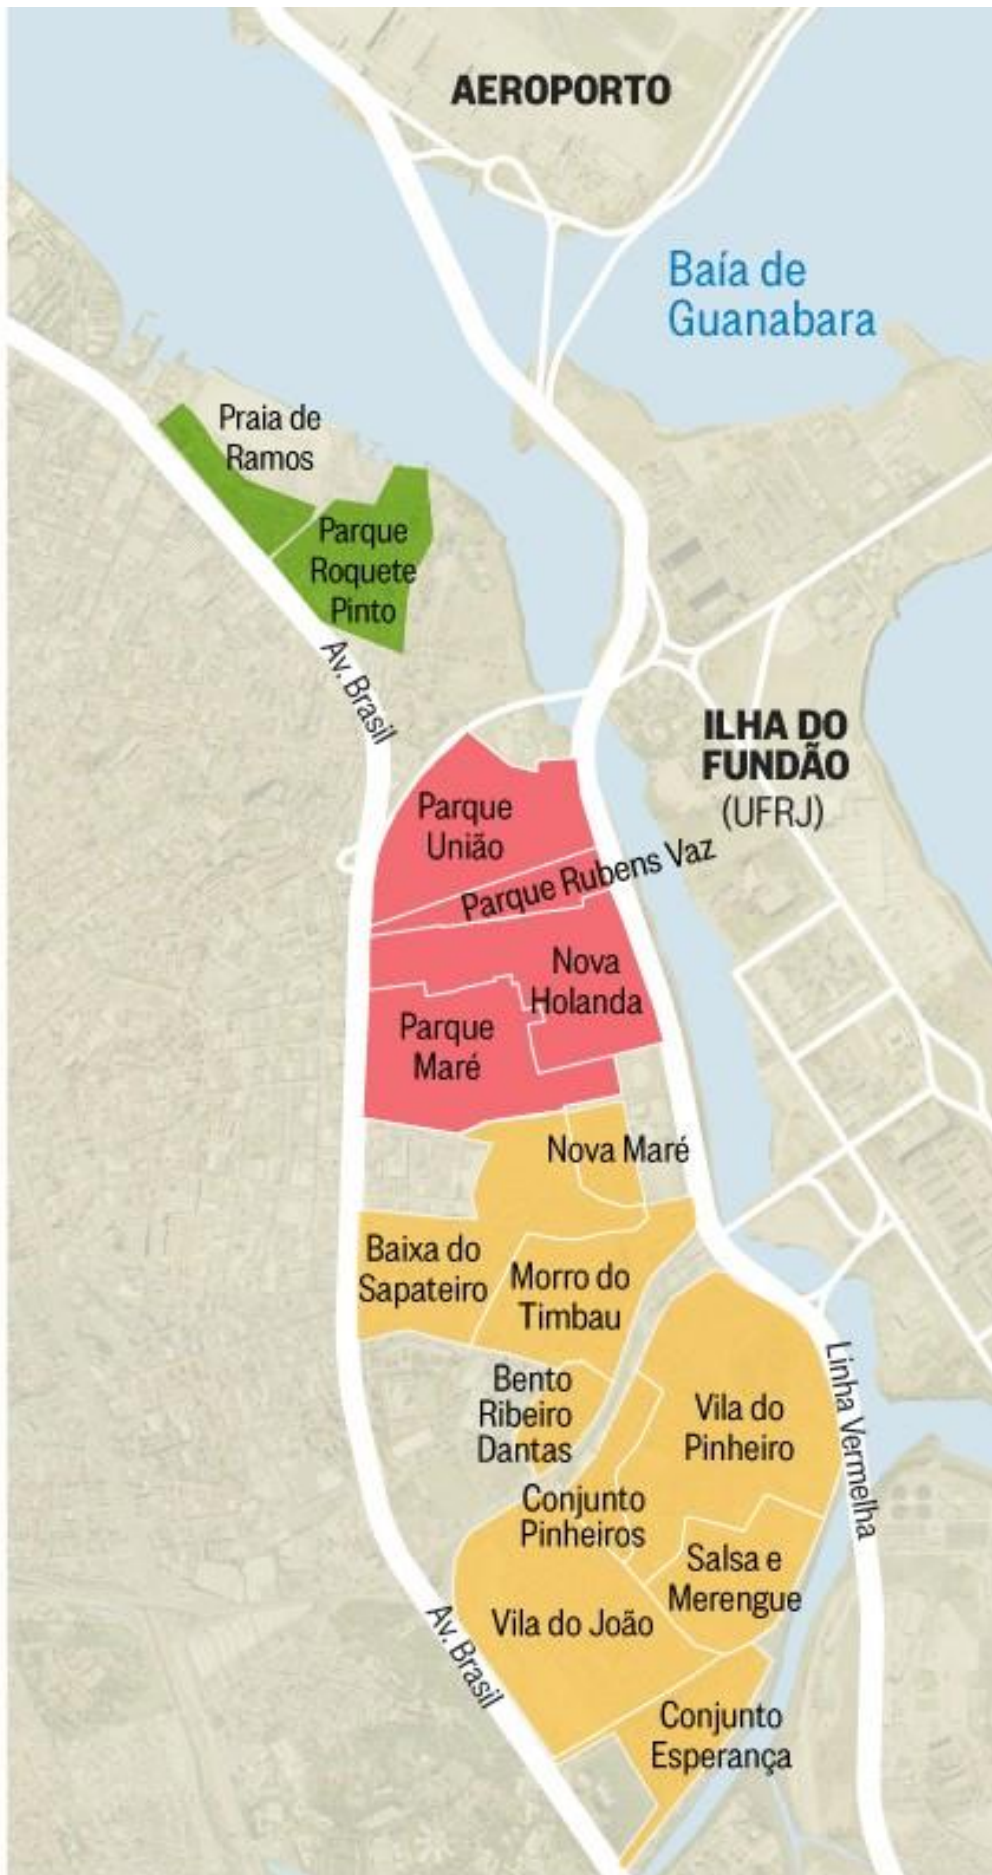 AEROPORTO
Baía de
Guanabara
Praia de
Ramos
Parque
Roquete
Pinto
Av. Brasil
ILHA DO
FUNDÃO
(UFRJ)
Parque
União
Parque Rubens Vaz
Nova
Holanda
Parque
Maré
Nova Maré
Baixa do
Sapateiro
Morro do
Timbau
Bento
Ribeiro
Dantas
Vila do
Pinheiro
Linha Vermelha
Conjunto
Pinheiros
Salsa e
Merengue
Vila do João
Av. Brasil
Conjunto
Esperança